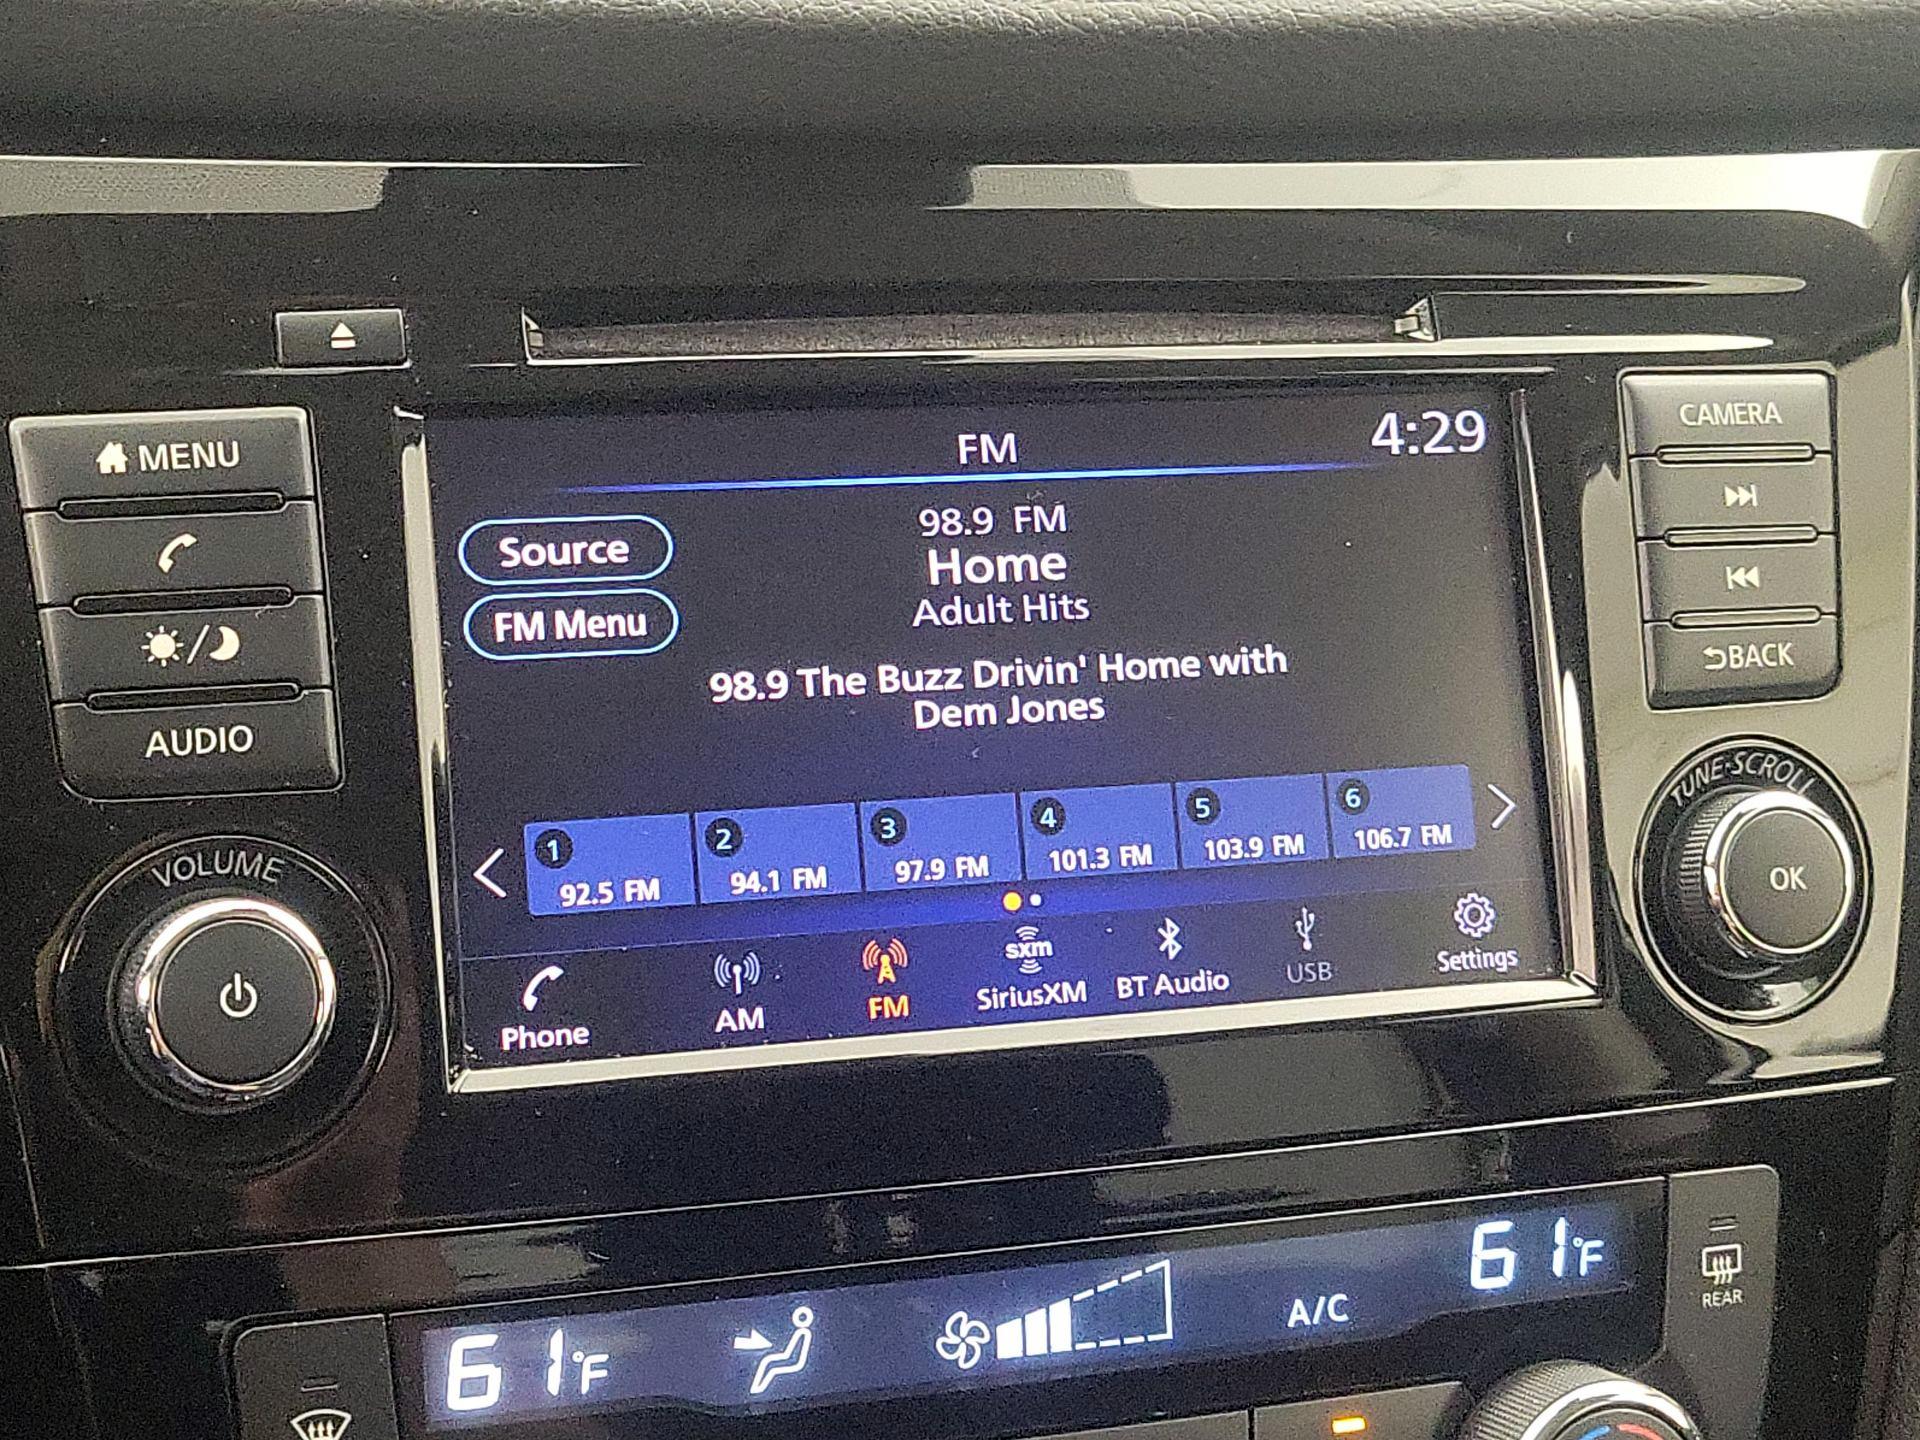 MENU
AUDIO
VOLUME
CAMERA
BACK
TUNE·SCROLL
OK
FM
4:29
Source
FM Menu
98.9 FM
Home
Adult Hits
98.9 The Buzz Drivin' Home with
Dem Jones
1 92.5 FM
2 94.1 FM
3 97.9 FM
4 101.3 FM
5 103.9 FM
6 106.7 FM
Phone
AM
FM
sxm
SiriusXM
BT Audio
USB
Settings
61°F
A/C
61°F
REAR